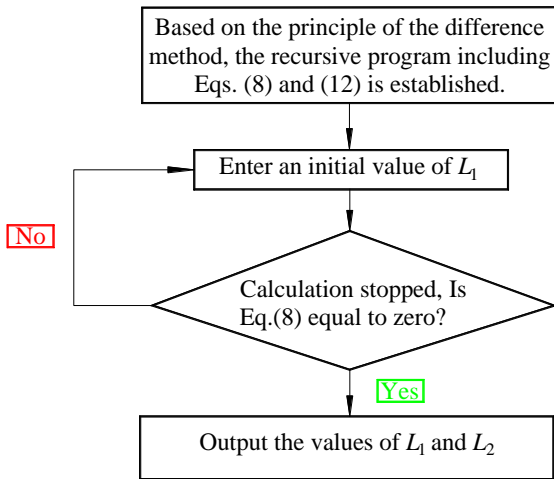 Based on the principle of the difference
method, the recursive program including
Eqs. (8) and (12) is established.
Enter an initial value of L₁
No
Calculation stopped, Is
Eq.(8) equal to zero?
Yes
Output the values of L₁ and L₂